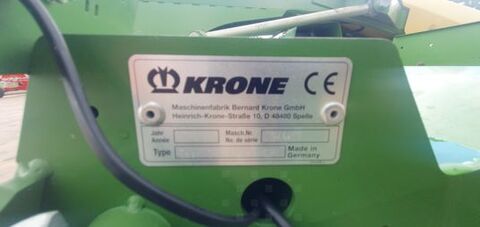 KRONE CE
Maschinenfabrik Bernard Krone GmbH
Heinrich-Krone-Straße 10, D 48480 Spelle
Jahr
Année
Masch.Nr.
No. de série
Type
Made in
Germany